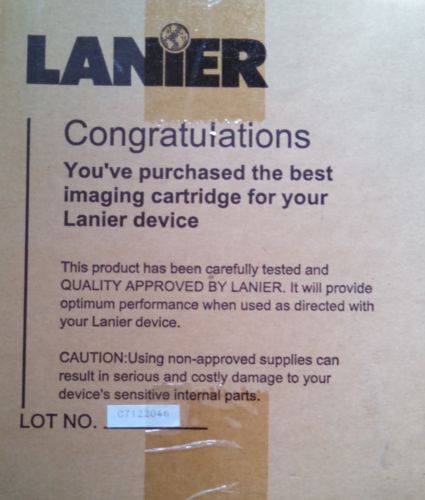 LANIER
Congratulations
You've purchased the best
imaging cartridge for your
Lanier device
This product has been carefully tested and
QUALITY APPROVED BY LANIER. It will provide
optimum performance when used as directed with
your Lanier device.
CAUTION:Using non-approved supplies can
result in serious and costly damage to your
device's sensitive internal parts.
LOT NO. C7122046